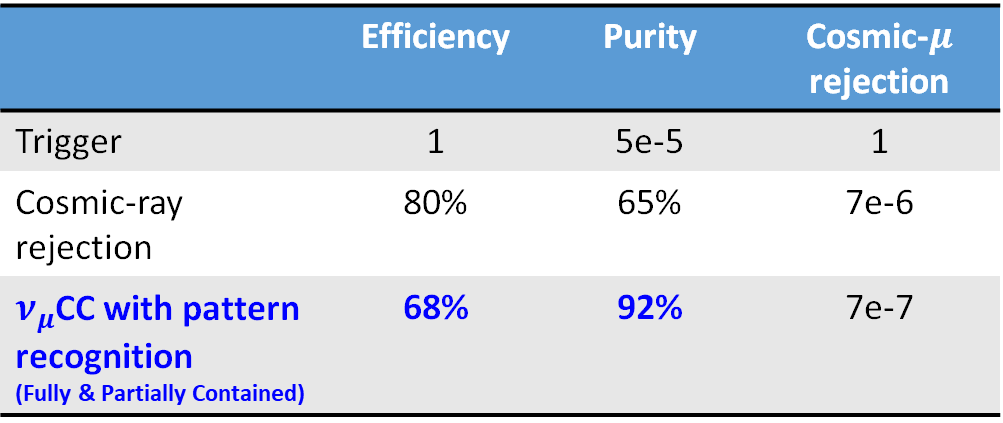 Efficiency Purity Cosmic-μ
rejection
Trigger 1 5e-5 1
Cosmic-ray 80% 65% 7e-6
rejection
νμCC with pattern 68% 92% 7e-7
recognition
(Fully & Partially Contained)